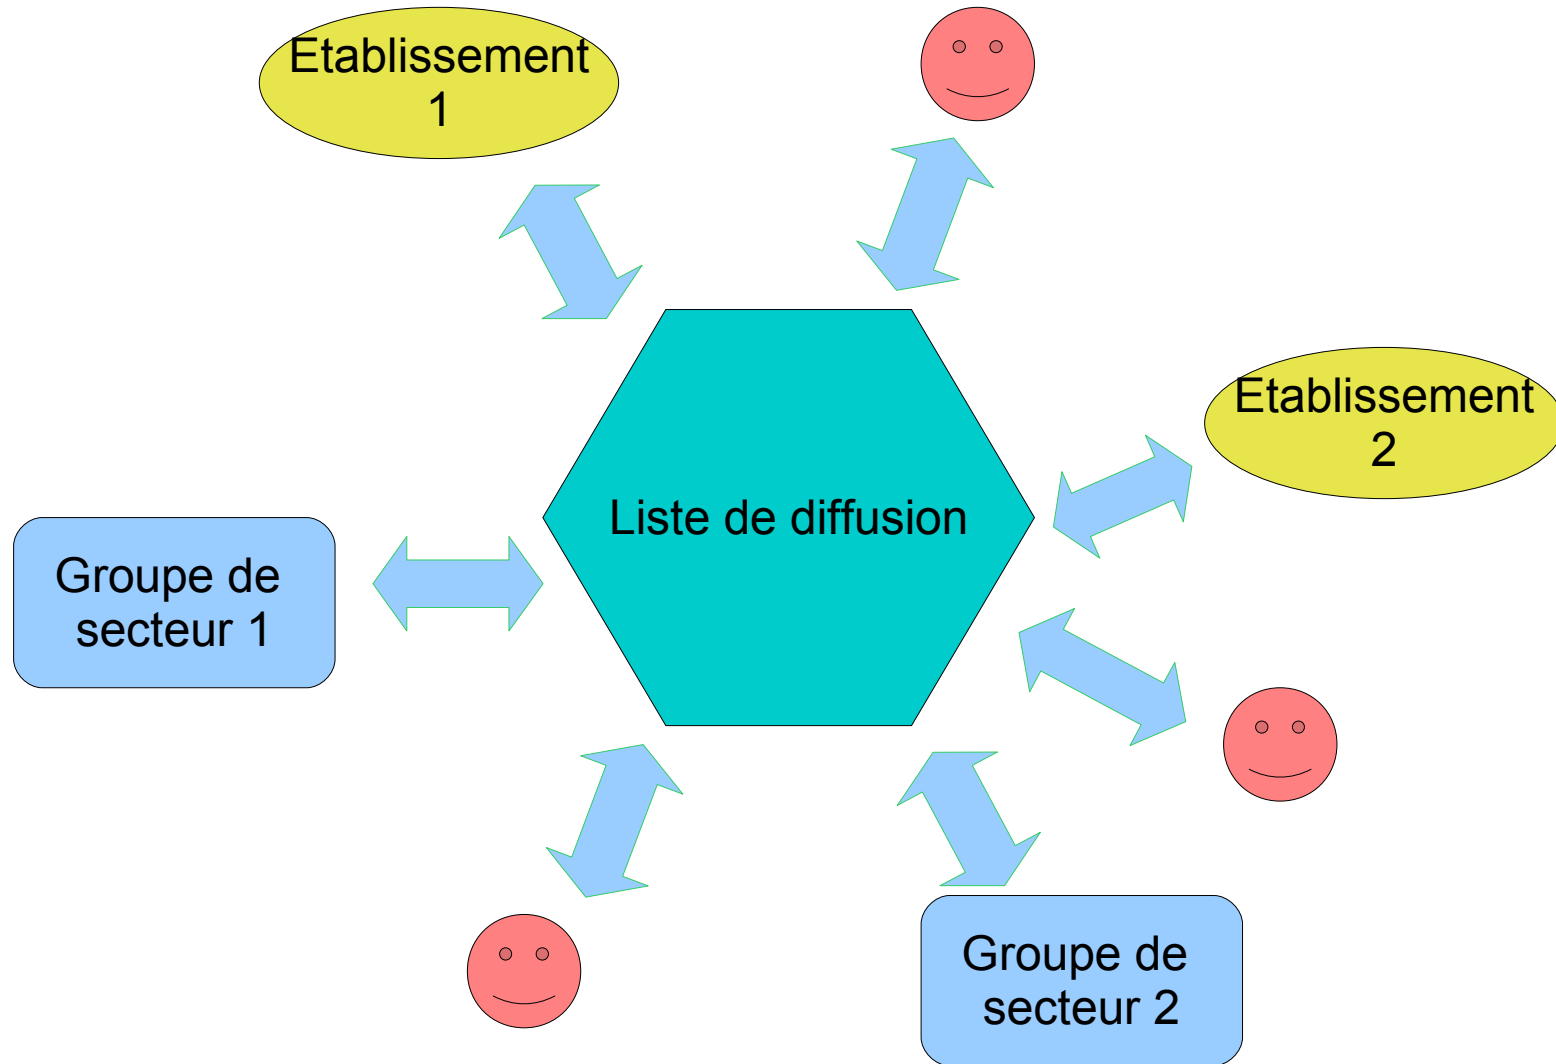 Etablissement
1
Etablissement
2
Liste de diffusion
Groupe de
secteur 1
Groupe de
secteur 2